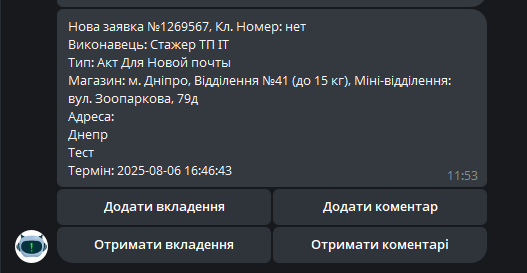 Нова заявка №1269567, Кл. Номер: нет
Виконавець: Стажер ТП ІТ
Тип: Акт Для Новой почты
Магазин: м. Дніпро, Відділення №41 (до 15 кг), Міні-відділення:
вул. Зоопаркова, 79д
Адреса:
Днепр
Тест
Термін: 2025-08-06 16:46:43
11:53
Додати вкладення
Додати коментар
Отримати вкладення
Отримати коментарі